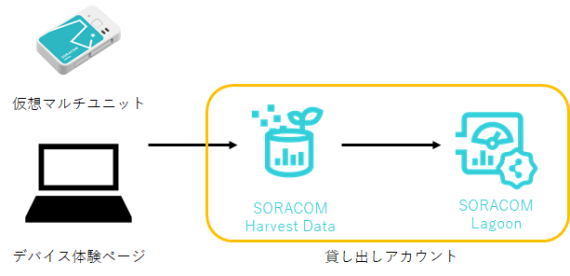 仮想マルチユニット
デバイス体験ページ
SORACOM
Harvest Data
SORACOM
Lagoon
貸し出しアカウント